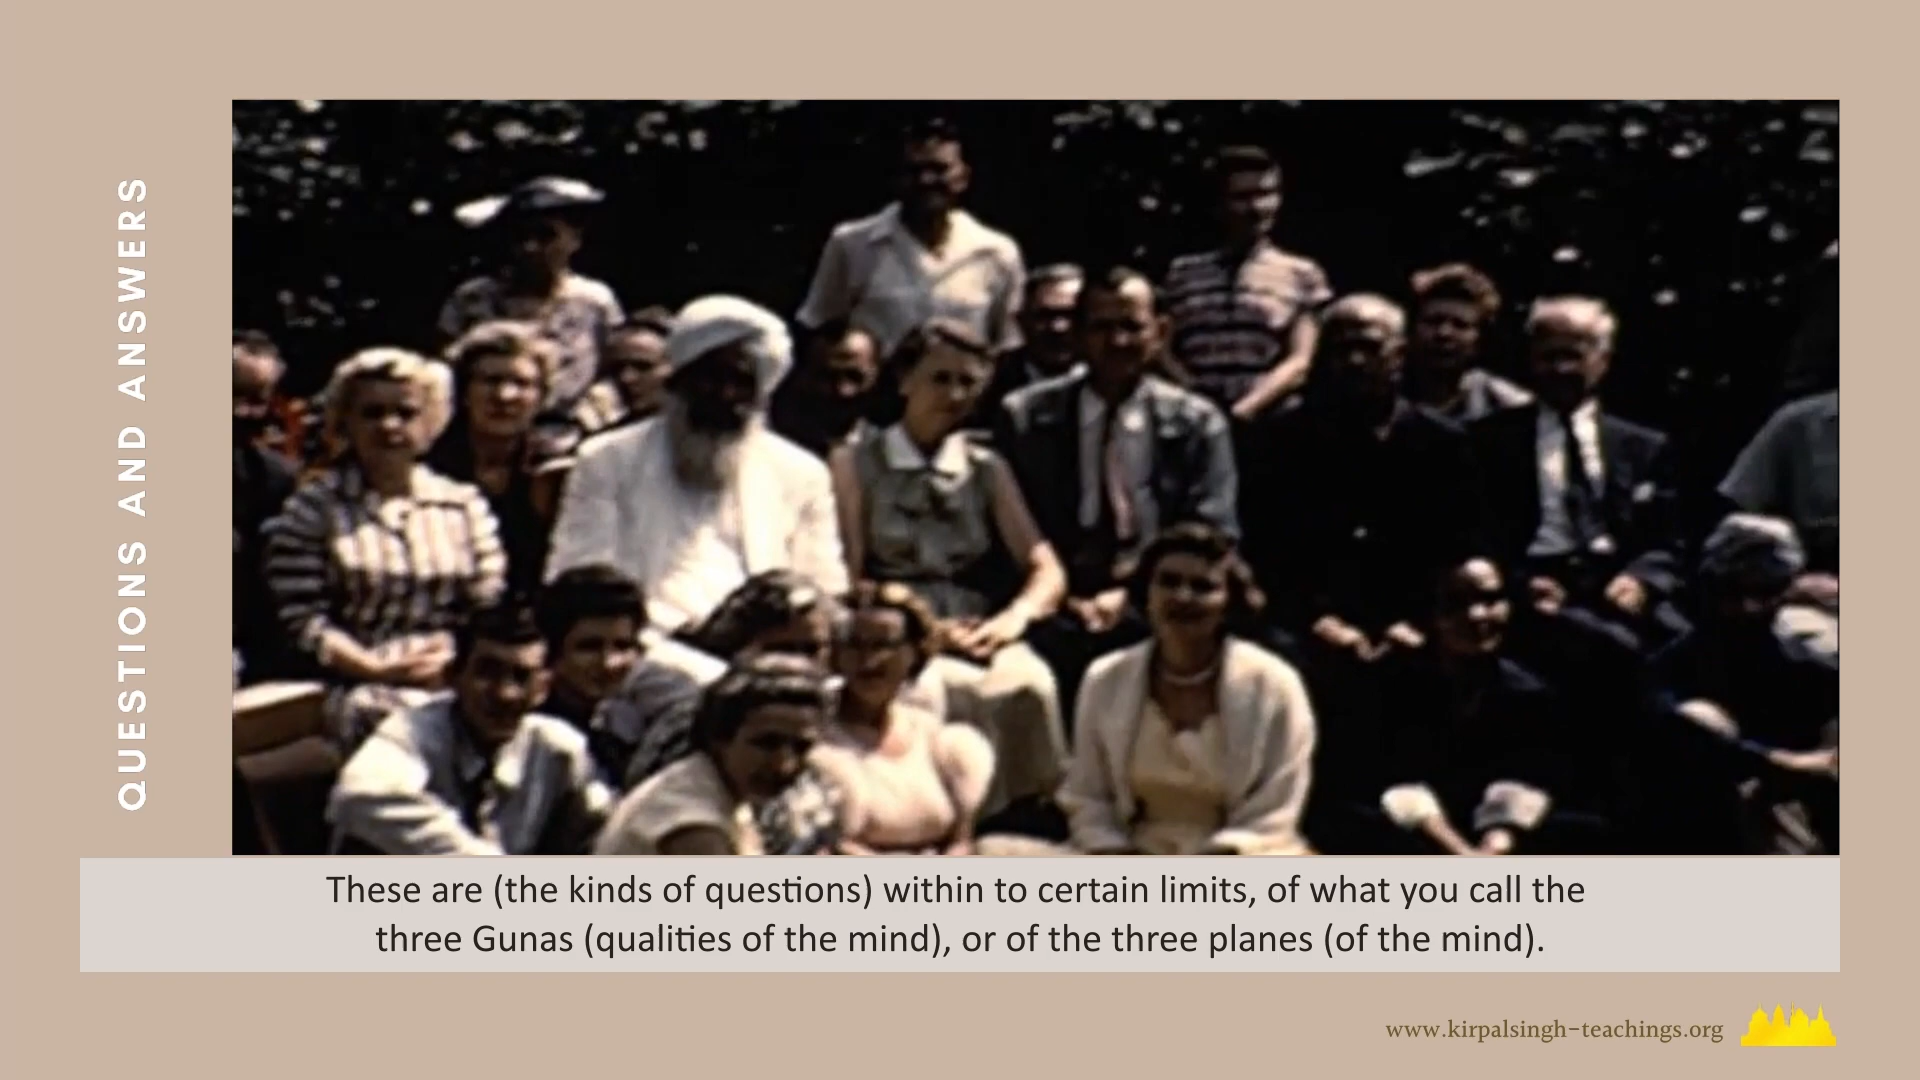 QUESTIONS AND ANSWERS
These are (the kinds of questions) within to certain limits, of what you call the
three Gunas (qualities of the mind), or of the three planes (of the mind).
www.kirpalsingh-teachings.org